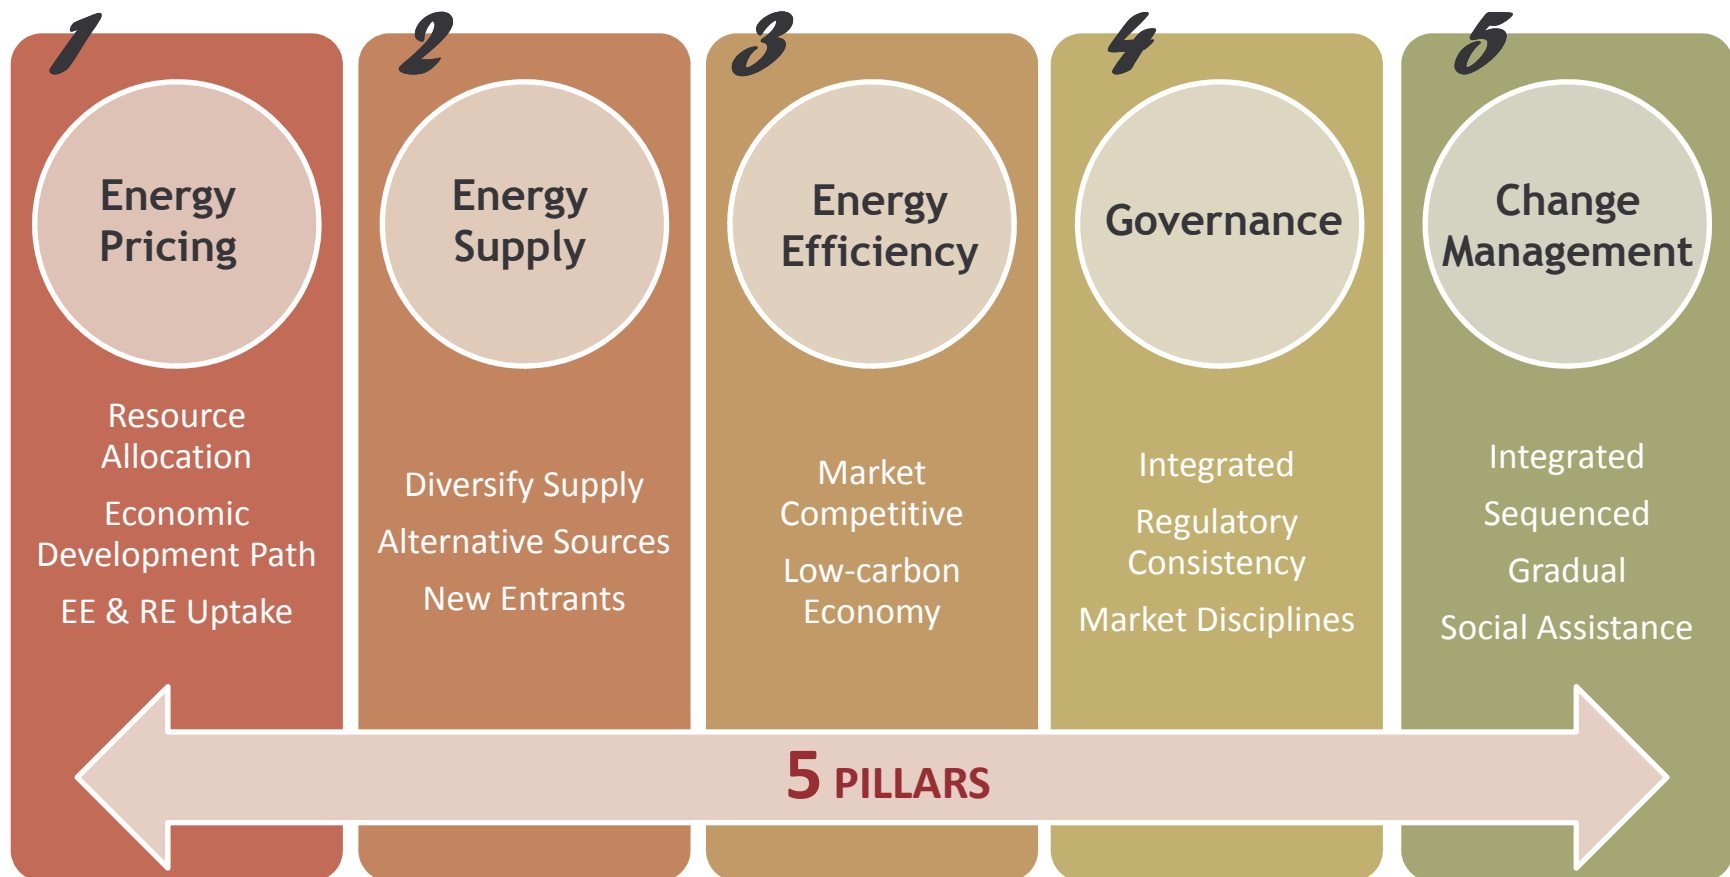 1
Energy
Pricing
Resource
Allocation
Economic
Development Path
EE & RE Uptake
2
Energy
Supply
Diversify Supply
Alternative Sources
New Entrants
3
Energy
Efficiency
Market
Competitive
Low-carbon
Economy
4
Governance
Integrated
Regulatory
Consistency
Market Disciplines
5
Change
Management
Integrated
Sequenced
Gradual
Social Assistance
5 PILLARS